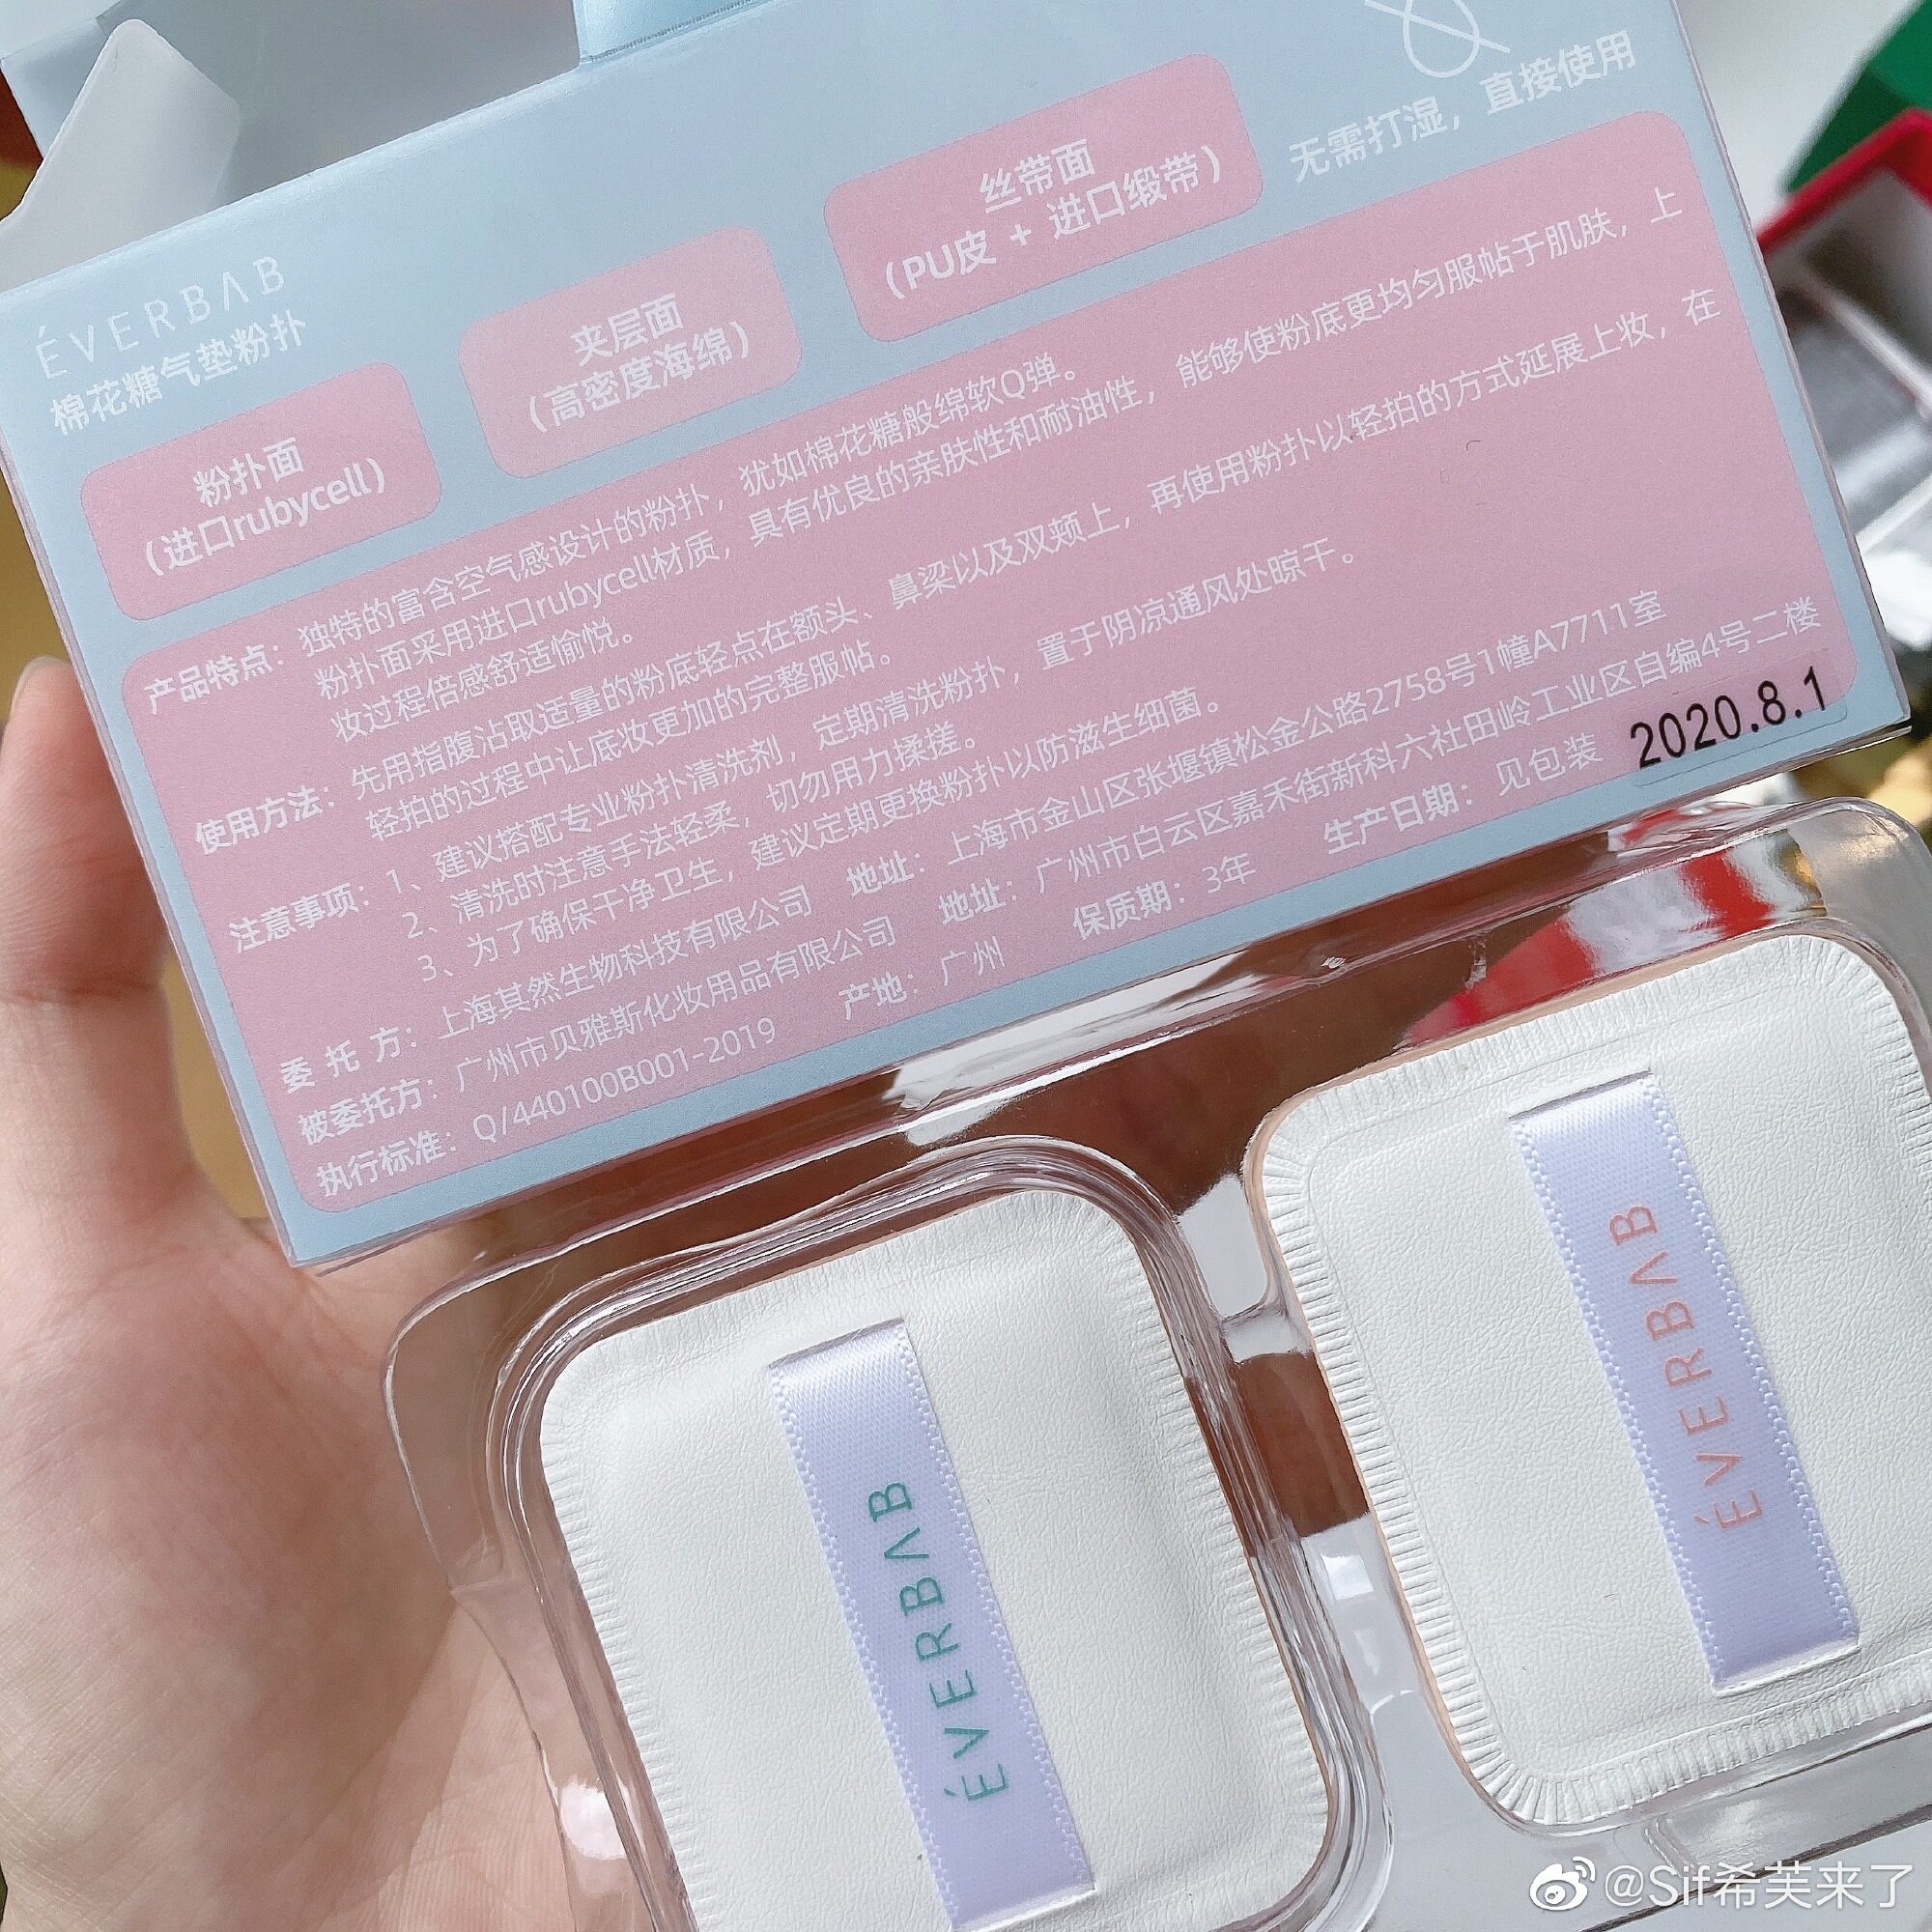 ÉVERBAB
棉花糖气垫粉扑
粉扑面
（进口rubycell）
夹层面
（高密度海绵）
丝带面
（PU皮 + 进口缎带）
无需打湿，直接使用
产品特点：独特的富含空气感设计的粉扑，犹如棉花糖般绵软Q弹。
粉扑面采用进口rubycell材质，具有优良的亲肤性和耐油性，能够使粉底更均匀服帖于肌肤，上
妆过程倍感舒适愉悦。
使用方法：先用指腹沾取适量的粉底轻点在额头、鼻梁以及双颊上，再使用粉扑以轻拍的方式延展上妆，在
轻拍的过程中让底妆更加的完整服帖。
注意事项：1、建议搭配专业粉扑清洗剂，定期清洗粉扑，置于阴凉通风处晾干。
2、清洗时注意手法轻柔，切勿用力揉搓。
3、为了确保干净卫生，建议定期更换粉扑以防滋生细菌。
委 托 方：上海其然生物科技有限公司 地址：上海市金山区张堰镇松金公路2758号1幢A7711室
被委托方：广州市贝雅斯化妆用品有限公司 地址：广州市白云区嘉禾街新科六社田岭工业区自编4号二楼
执行标准：Q/440100B001-2019 产地：广州 保质期：3年 生产日期：见包装
2020.8.1
ÉVERBAB
ÉVERBAB
@Sif希芙来了